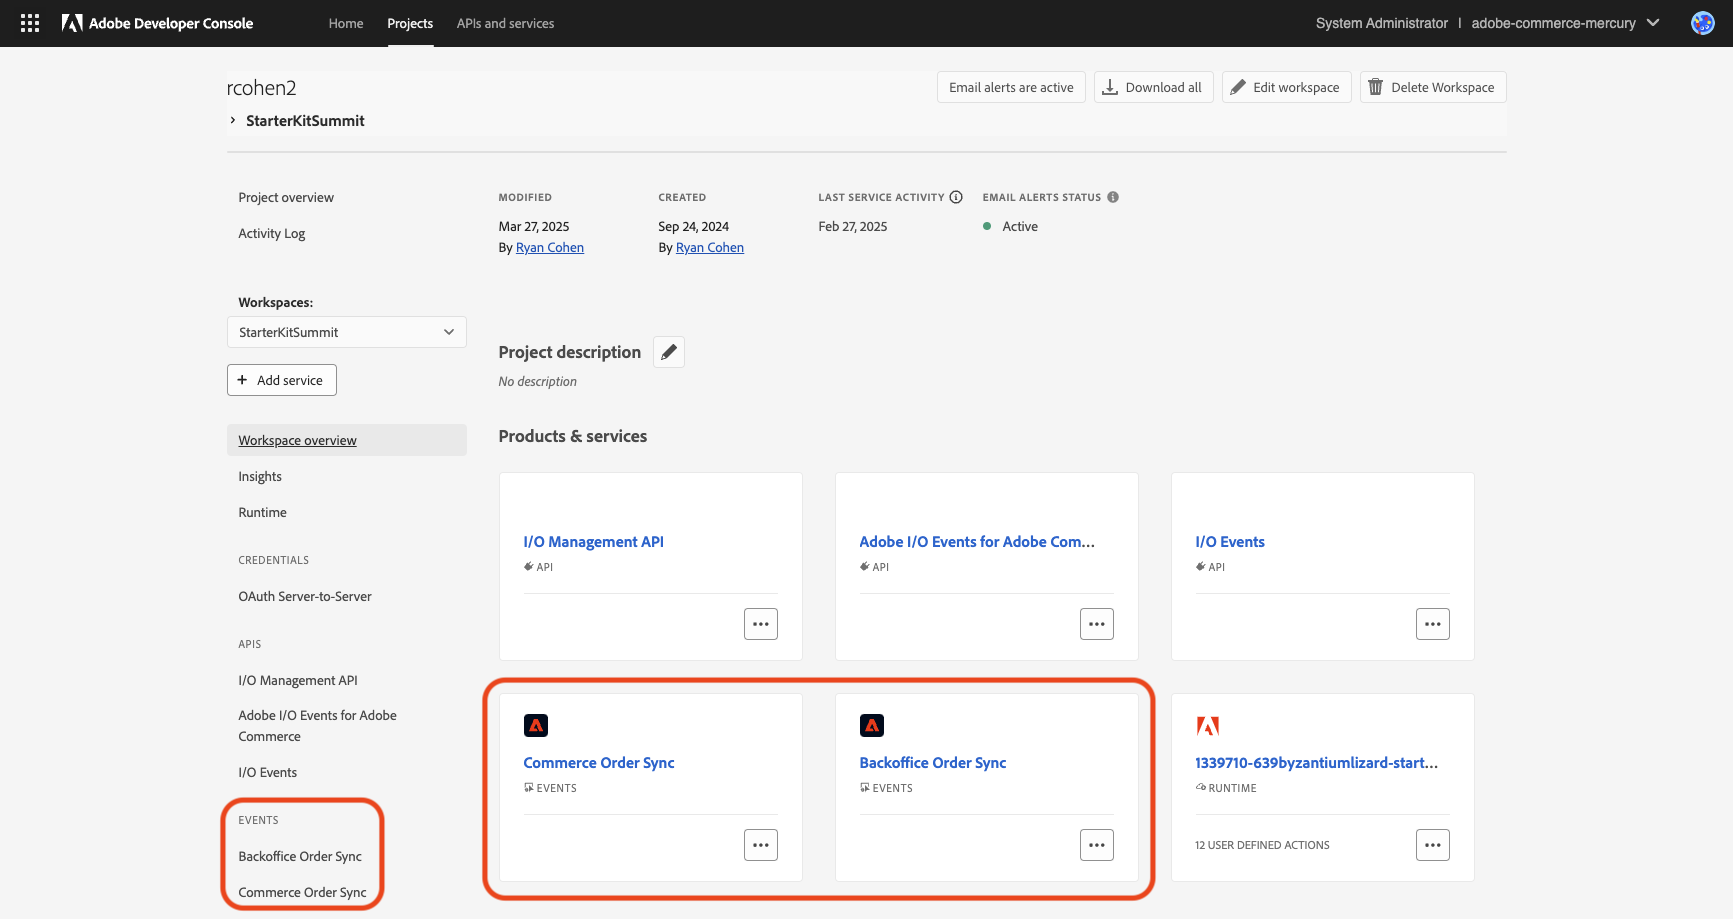 Adobe Developer Console
Home
Projects
APIs and services
System Administrator | adobe-commerce-mercury
rcohen2
Email alerts are active
Download all
Edit workspace
Delete Workspace
StarterKitSummit
Project overview
Activity Log
MODIFIED
Mar 27, 2025
By Ryan Cohen
CREATED
Sep 24, 2024
By Ryan Cohen
LAST SERVICE ACTIVITY
Feb 27, 2025
EMAIL ALERTS STATUS
Active
Workspaces:
StarterKitSummit
Add service
Workspace overview
Insights
Runtime
CREDENTIALS
OAuth Server-to-Server
APIS
I/O Management API
Adobe I/O Events for Adobe
Commerce
I/O Events
EVENTS
Backoffice Order Sync
Commerce Order Sync
Project description
No description
Products & services
I/O Management API
API
Adobe I/O Events for Adobe Com...
API
I/O Events
API
Commerce Order Sync
EVENTS
Backoffice Order Sync
EVENTS
1339710-639byzantiumlizard-start...
RUNTIME
12 USER DEFINED ACTIONS